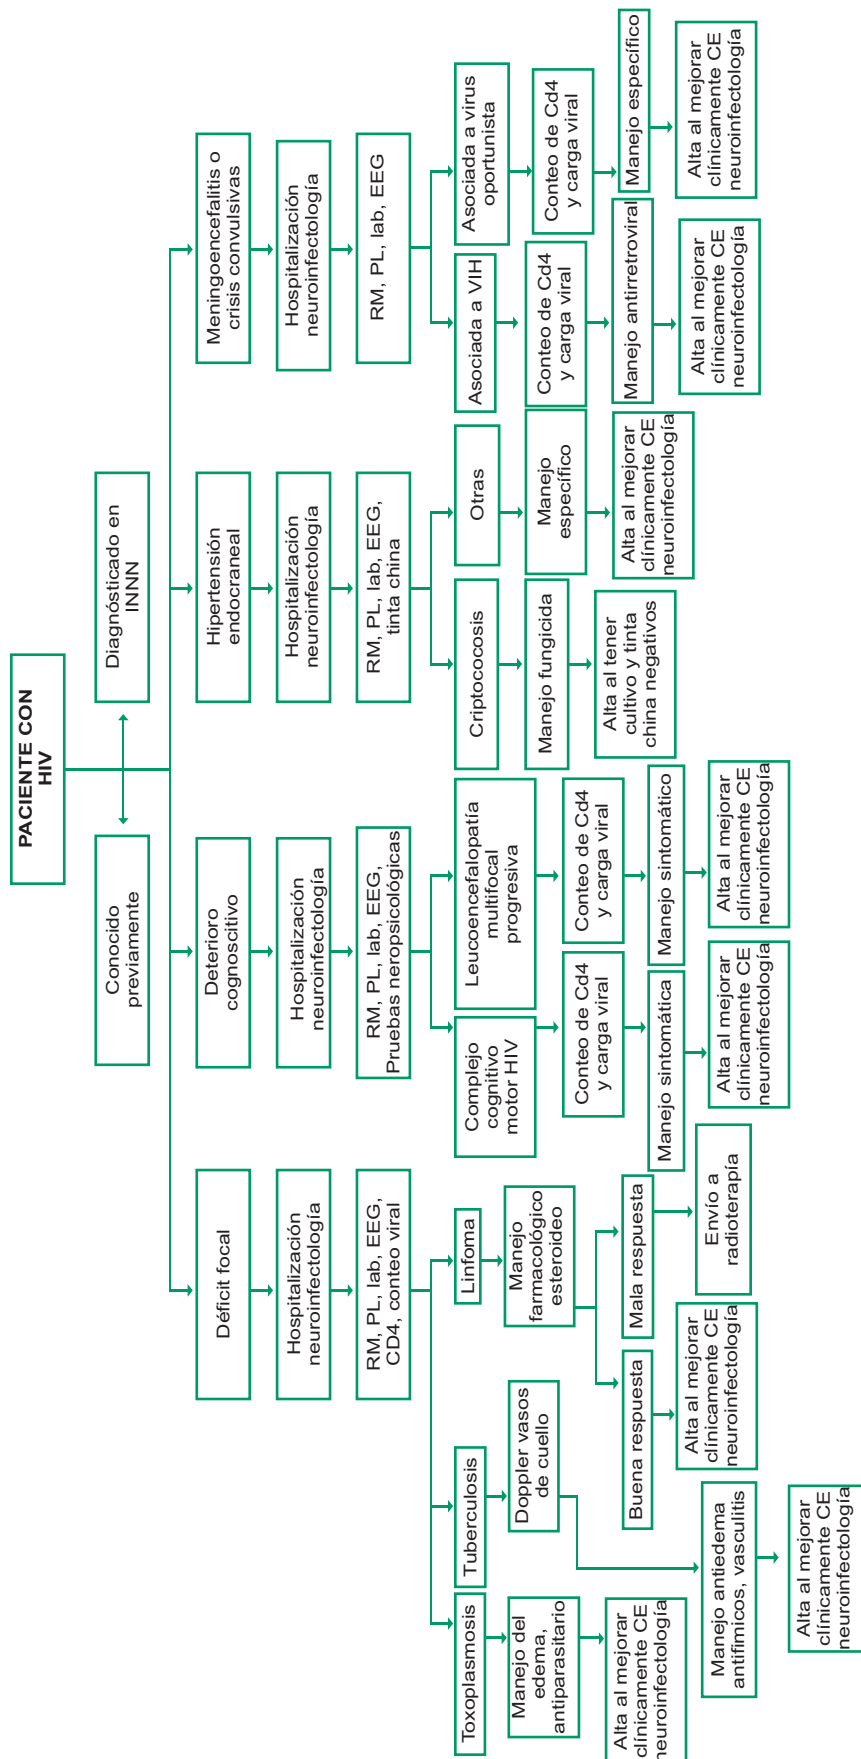 PACIENTE CON
HIV
Conocido
previamente
Diagnósticado en
INNN
Déficit focal
Deterioro
cognoscitivo
Hipertensión
endocraneal
Meningoencefalitis o
crisis convulsivas
Hospitalización
neuroinfectología
Hospitalización
neuroinfectología
Hospitalización
neuroinfectología
Hospitalización
neuroinfectología
RM, PL, lab, EEG,
CD4, conteo viral
RM, PL, lab, EEG,
Pruebas neropsicológicas
RM, PL, lab, EEG,
tinta china
RM, PL, lab, EEG
Toxoplasmosis
Tuberculosis
Linfoma
Complejo
cognitivo
motor HIV
Leucoencefalopatía
multifocal
progresiva
Criptococosis
Otras
Asociada a VIH
Asociada a virus
oportunista
Manejo del
edema,
antiparasitario
Doppler vasos
de cuello
Manejo
farmacológico
esteroideo
Conteo de Cd4
y carga viral
Conteo de Cd4
y carga viral
Manejo fungicida
Manejo
específico
Conteo de Cd4
y carga viral
Conteo de Cd4
y carga viral
Buena respuesta
Mala respuesta
Manejo sintomática
Manejo sintomático
Alta al tener
cultivo y tinta
china negativos
Alta al mejorar
clínicamente CE
neuroinfectología
Manejo antirretroviral
Manejo específico
Alta al mejorar
clínicamente CE
neuroinfectología
Manejo antiedema
antifimicos, vasculitis
Alta al mejorar
clínicamente CE
neuroinfectología
Envío a
radioterapía
Alta al mejorar
clínicamente CE
neuroinfectología
Alta al mejorar
clínicamente CE
neuroinfectología
Alta al mejorar
clínicamente CE
neuroinfectología
Alta al mejorar
clínicamente CE
neuroinfectología
Alta al mejorar
clínicamente CE
neuroinfectología